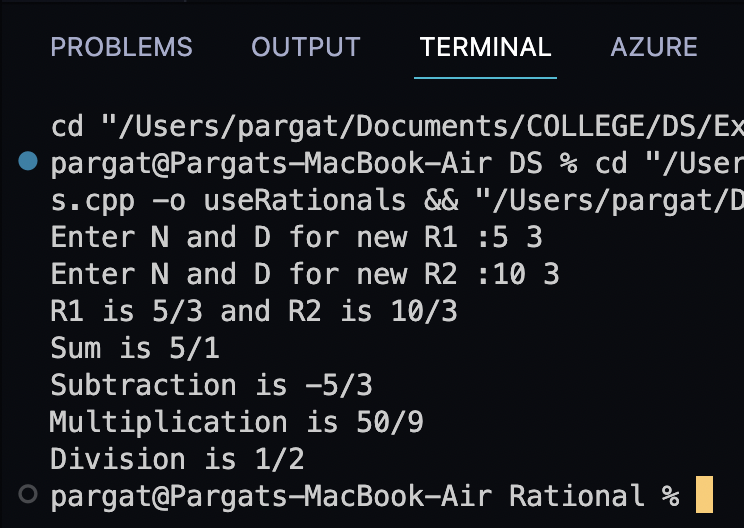 PROBLEMS OUTPUT TERMINAL AZURE
cd "/Users/pargat/Documents/COLLEGE/DS/Ex
pargat@Pargats-MacBook-Air DS % cd "/User
s.cpp -o useRationals && "/Users/pargat/D
Enter N and D for new R1 :5 3
Enter N and D for new R2 :10 3
R1 is 5/3 and R2 is 10/3
Sum is 5/1
Subtraction is -5/3
Multiplication is 50/9
Division is 1/2
pargat@Pargats-MacBook-Air Rational %